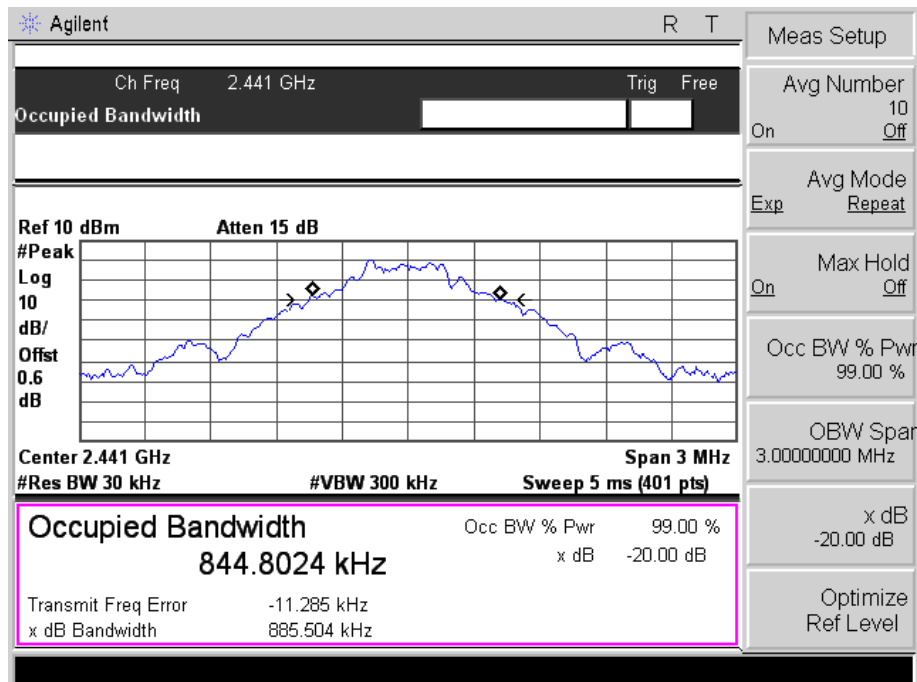 Agilent R T
Meas Setup
Ch Freq 2.441 GHz Trig Free
Occupied Bandwidth
Avg Number
10
On Off
Avg Mode
Exp Repeat
Max Hold
On Off
Occ BW % Pwr
99.00 %
OBW Span
3.00000000 MHz
x dB
-20.00 dB
Optimize
Ref Level
Ref 10 dBm Atten 15 dB
#Peak
Log
10
dB/
Offst
0.6
dB
Center 2.441 GHz Span 3 MHz
#Res BW 30 kHz #VBW 300 kHz Sweep 5 ms (401 pts)
Occupied Bandwidth Occ BW % Pwr 99.00 %
844.8024 kHz x dB -20.00 dB
Transmit Freq Error -11.285 kHz
x dB Bandwidth 885.504 kHz